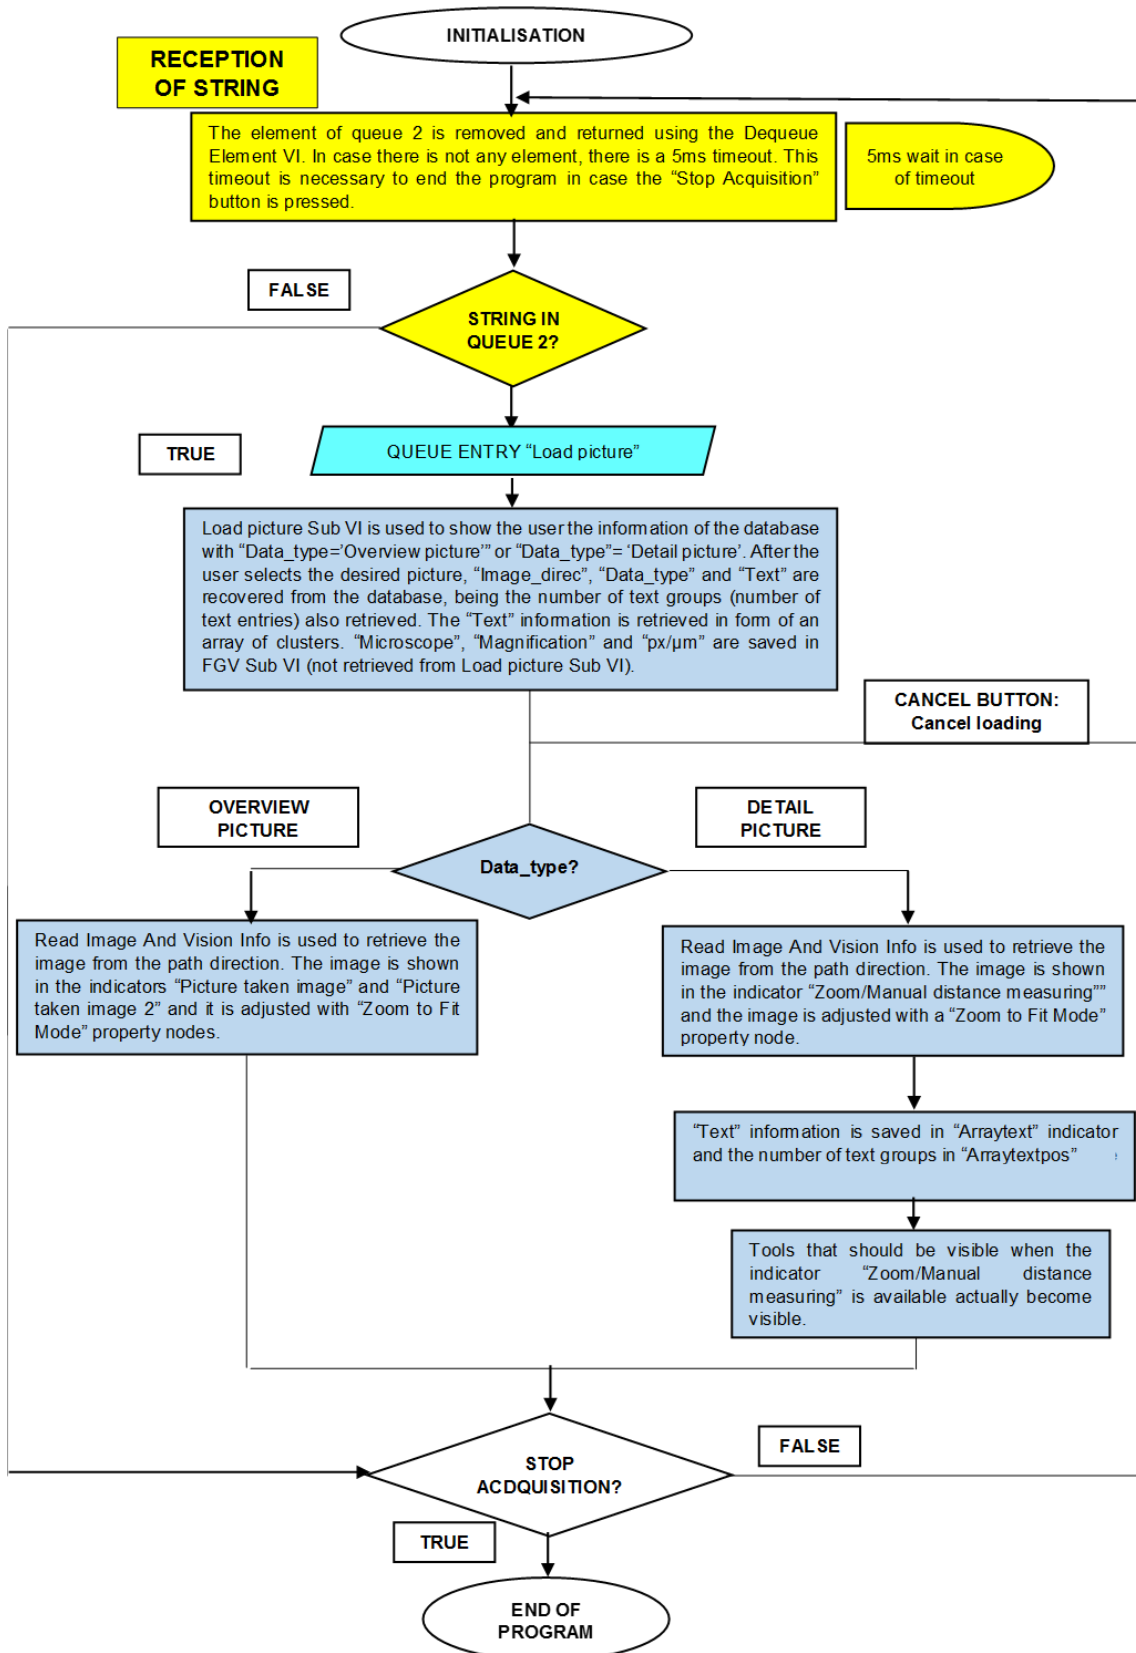 INITIALISATION
RECEPTION
OF STRING
The element of queue 2 is removed and returned using the Dequeue
Element VI. In case there is not any element, there is a 5ms timeout. This
timeout is necessary to end the program in case the “Stop Acquisition”
button is pressed.
5ms wait in case
of timeout
FALSE
STRING IN
QUEUE 2?
TRUE
QUEUE ENTRY “Load picture”
Load picture Sub VI is used to show the user the information of the database
with “Data_type=’Overview picture’” or “Data_type”= ‘Detail picture’. After the
user selects the desired picture, “Image_direc”, “Data_type” and “Text” are
recovered from the database, being the number of text groups (number of
text entries) also retrieved. The “Text” information is retrieved in form of an
array of clusters. “Microscope”, “Magnification” and “px/µm” are saved in
FGV Sub VI (not retrieved from Load picture Sub VI).
CANCEL BUTTON:
Cancel loading
OVERVIEW
PICTURE
DETAIL
PICTURE
Data_type?
Read Image And Vision Info is used to retrieve the
image from the path direction. The image is shown
in the indicators “Picture taken image” and “Picture
taken image 2” and it is adjusted with “Zoom to Fit
Mode” property nodes.
Read Image And Vision Info is used to retrieve the
image from the path direction. The image is shown
in the indicator “Zoom/Manual distance measuring””
and the image is adjusted with a “Zoom to Fit Mode”
property node.
“Text” information is saved in “Arraytext” indicator
and the number of text groups in “Arraytextpos”
Tools that should be visible when the
indicator “Zoom/Manual distance
measuring” is available actually become
visible.
STOP
ACDQUISITION?
FALSE
TRUE
END OF
PROGRAM